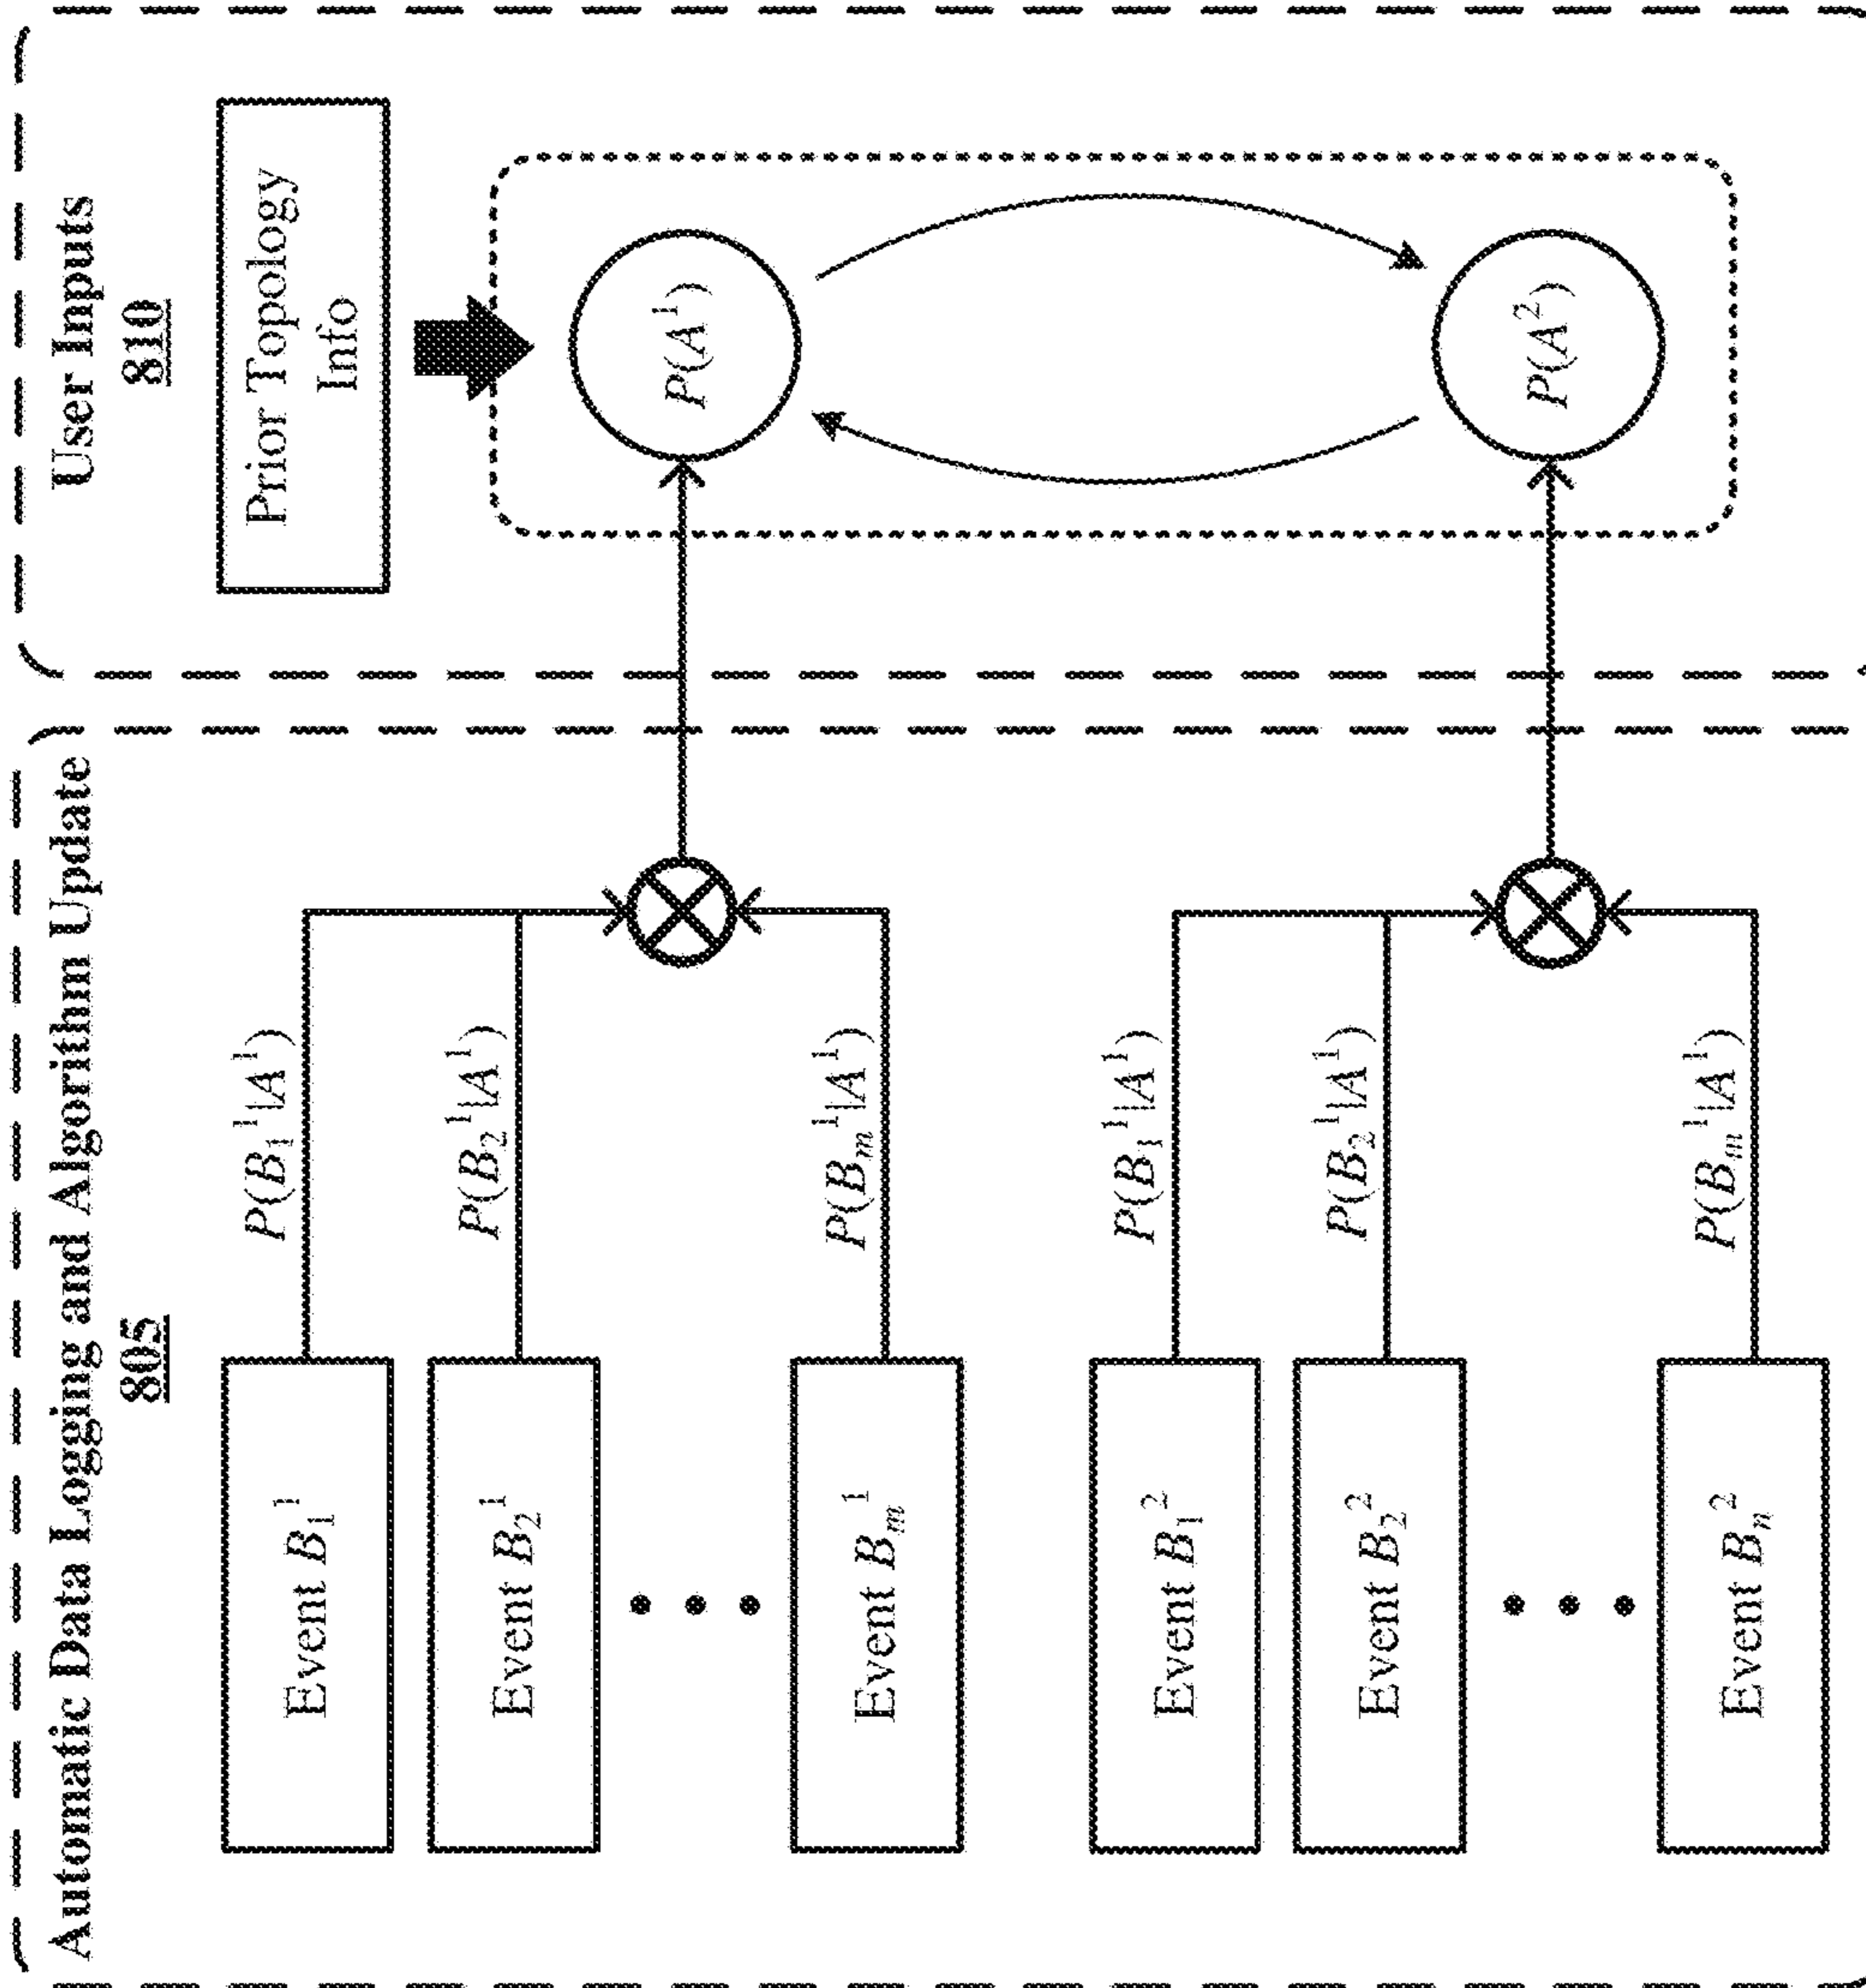 Automatic Data Logging and Algorithm Update
805
Event B₁¹
P(B₁¹|A¹)
Event B₂¹
P(B₂¹|A¹)
Event Bₘ¹
P(Bₘ¹|A¹)
Event B₁²
P(B₁¹|A¹)
Event B₂²
P(B₂¹|A¹)
Event Bₙ²
P(Bₘ¹|A¹)
User Inputs
810
Prior Topology
Info
P(A¹)
P(A²)